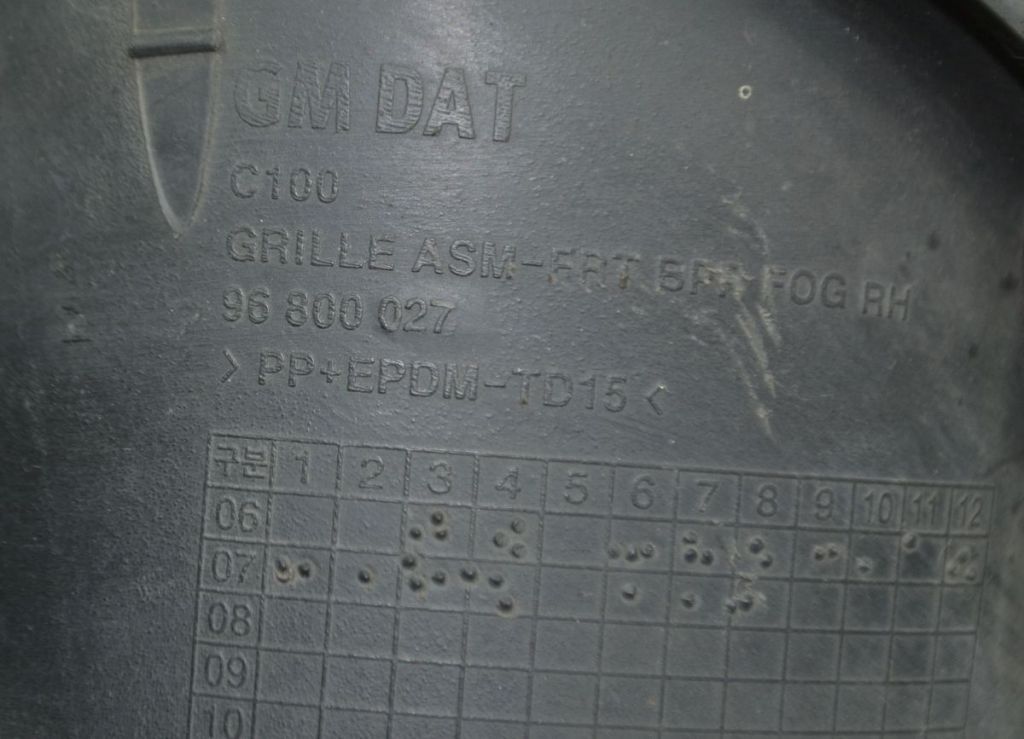 GM DAT
C100
GRILLE ASM-FRT BPR FOG RH
96 800 027
>PP+EPDM-TD15<
구분 1 2 3 4 5 6 7 8 9 10 11 12
06
07
08
09
10